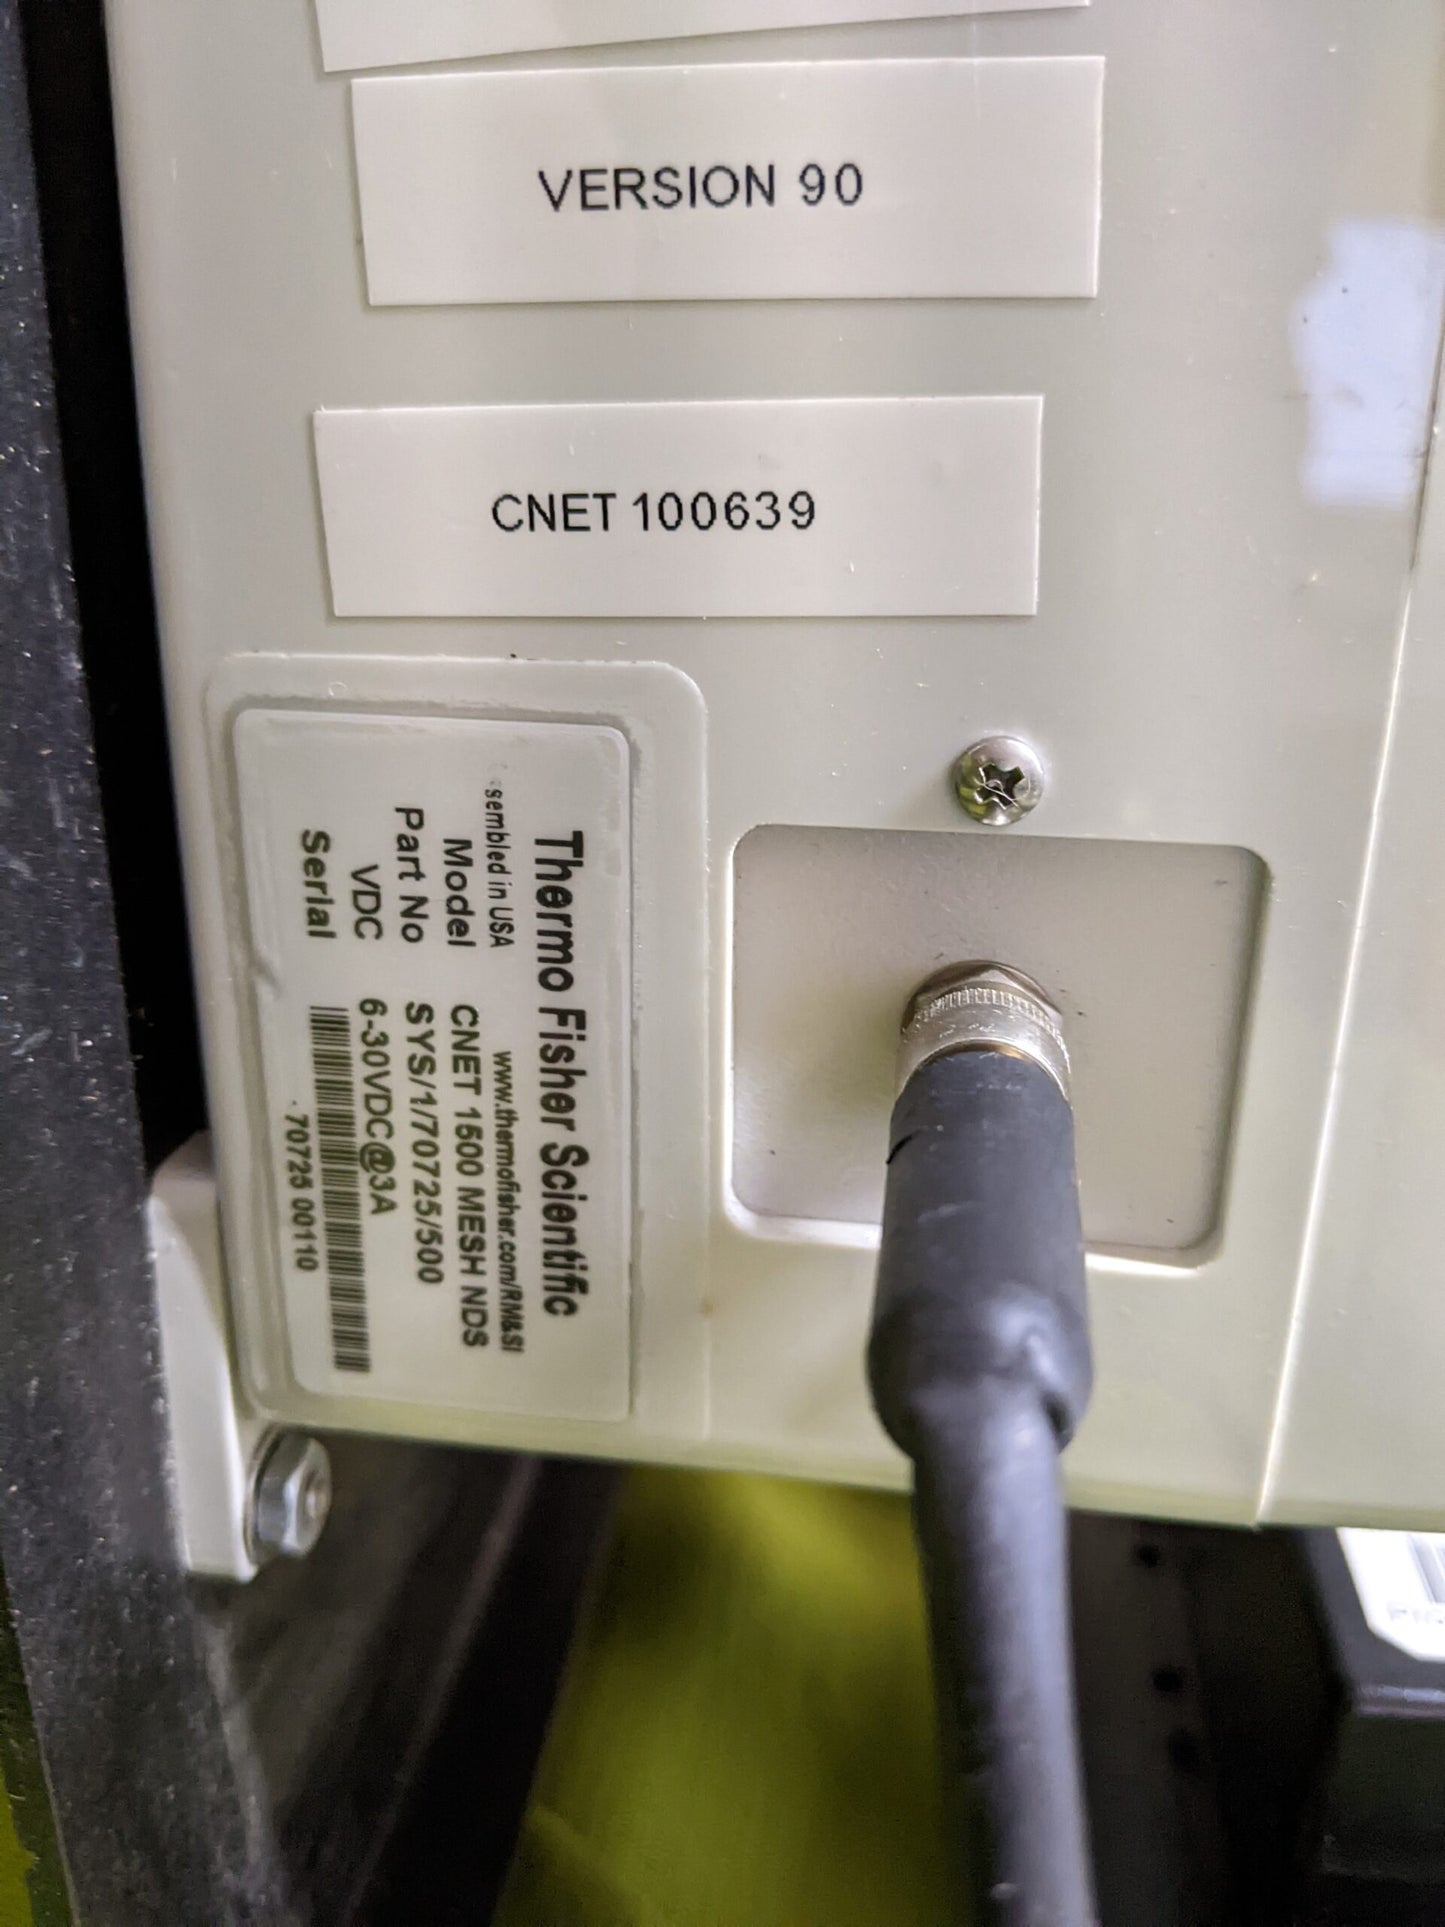 VERSION 90
CNET 100639
Thermo Fisher Scientific
sembled in USA www.thermofisher.com/RM&SI
Model CNET 1500 MESH NDS
Part No SYS/1/70725/500
VDC 6-30VDC@3A
Serial
70725 00110